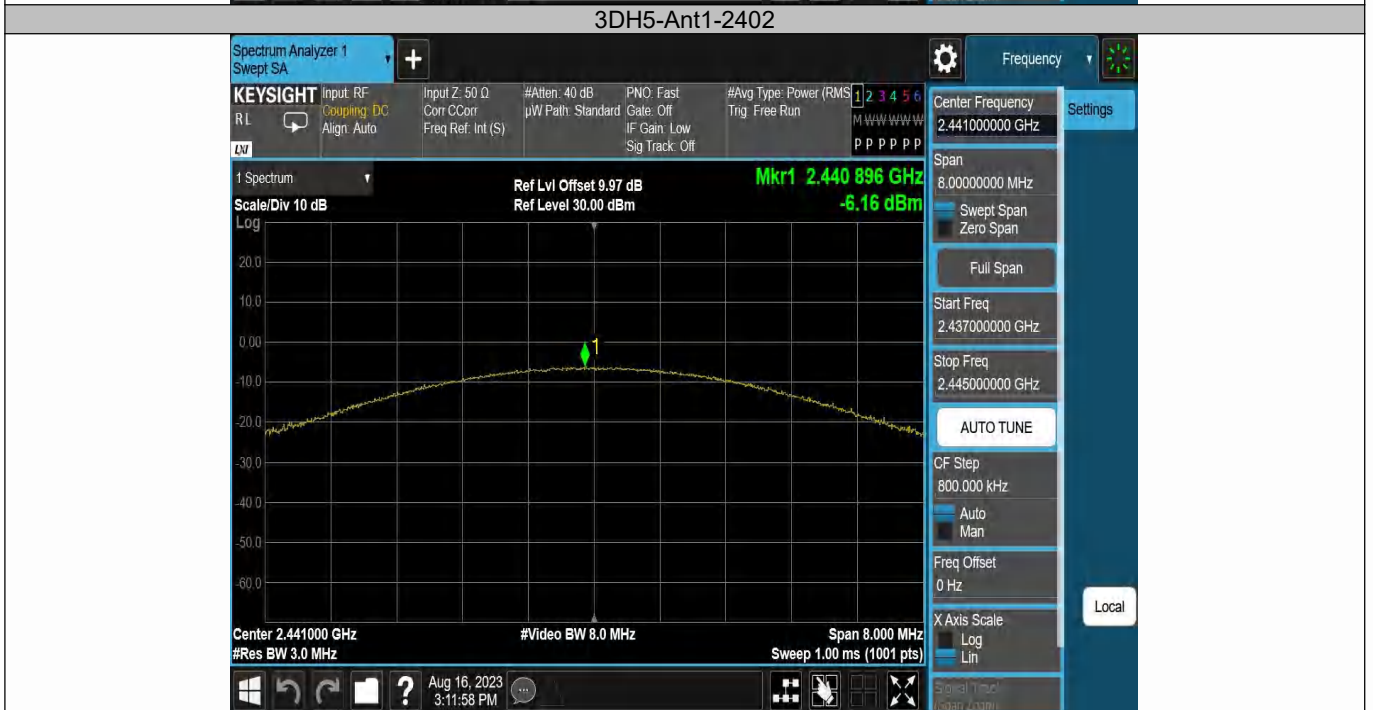 3DH5-Ant1-2402
Spectrum Analyzer 1
Swept SA
+
Frequency
KEYSIGHT
RL
LXI
Input: RF
Coupling: DC
Align: Auto
Input Z: 50 Ω
Corr CCorr
Freq Ref: Int (S)
#Atten: 40 dB
µW Path: Standard
PNO: Fast
Gate: Off
IF Gain: Low
Sig Track: Off
#Avg Type: Power (RMS
Trig: Free Run
1 2 3 4 5 6
M W W W W W
P P P P P P
1 Spectrum
Scale/Div 10 dB
Ref Lvl Offset 9.97 dB
Ref Level 30.00 dBm
Mkr1 2.440 896 GHz
-6.16 dBm
Log
20.0
10.0
0.00
-10.0
-20.0
-30.0
-40.0
-50.0
-60.0
1
Center 2.441000 GHz
#Res BW 3.0 MHz
#Video BW 8.0 MHz
Span 8.000 MHz
Sweep 1.00 ms (1001 pts)
Center Frequency
2.441000000 GHz
Settings
Span
8.00000000 MHz
Swept Span
Zero Span
Full Span
Start Freq
2.437000000 GHz
Stop Freq
2.445000000 GHz
AUTO TUNE
CF Step
800.000 kHz
Auto
Man
Freq Offset
0 Hz
X Axis Scale
Log
Lin
Local
Signal Track
(Span Zoom)
?
Aug 16, 2023
3:11:58 PM